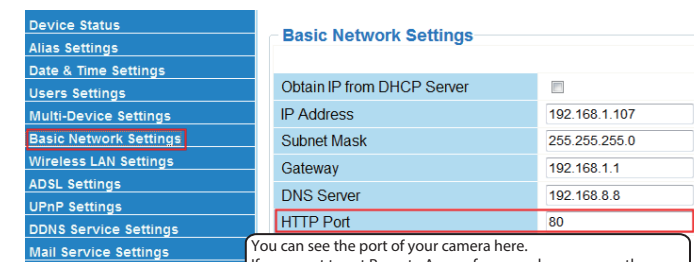 Device Status
Alias Settings
Date & Time Settings
Users Settings
Multi-Device Settings
Basic Network Settings
Wireless LAN Settings
ADSL Settings
UPnP Settings
DDNS Service Settings
Mail Service Settings
Basic Network Settings
Obtain IP from DHCP Server
IP Address 192.168.1.107
Subnet Mask 255.255.255.0
Gateway 192.168.1.1
DNS Server 192.168.8.8
HTTP Port 80
You can see the port of your camera here.